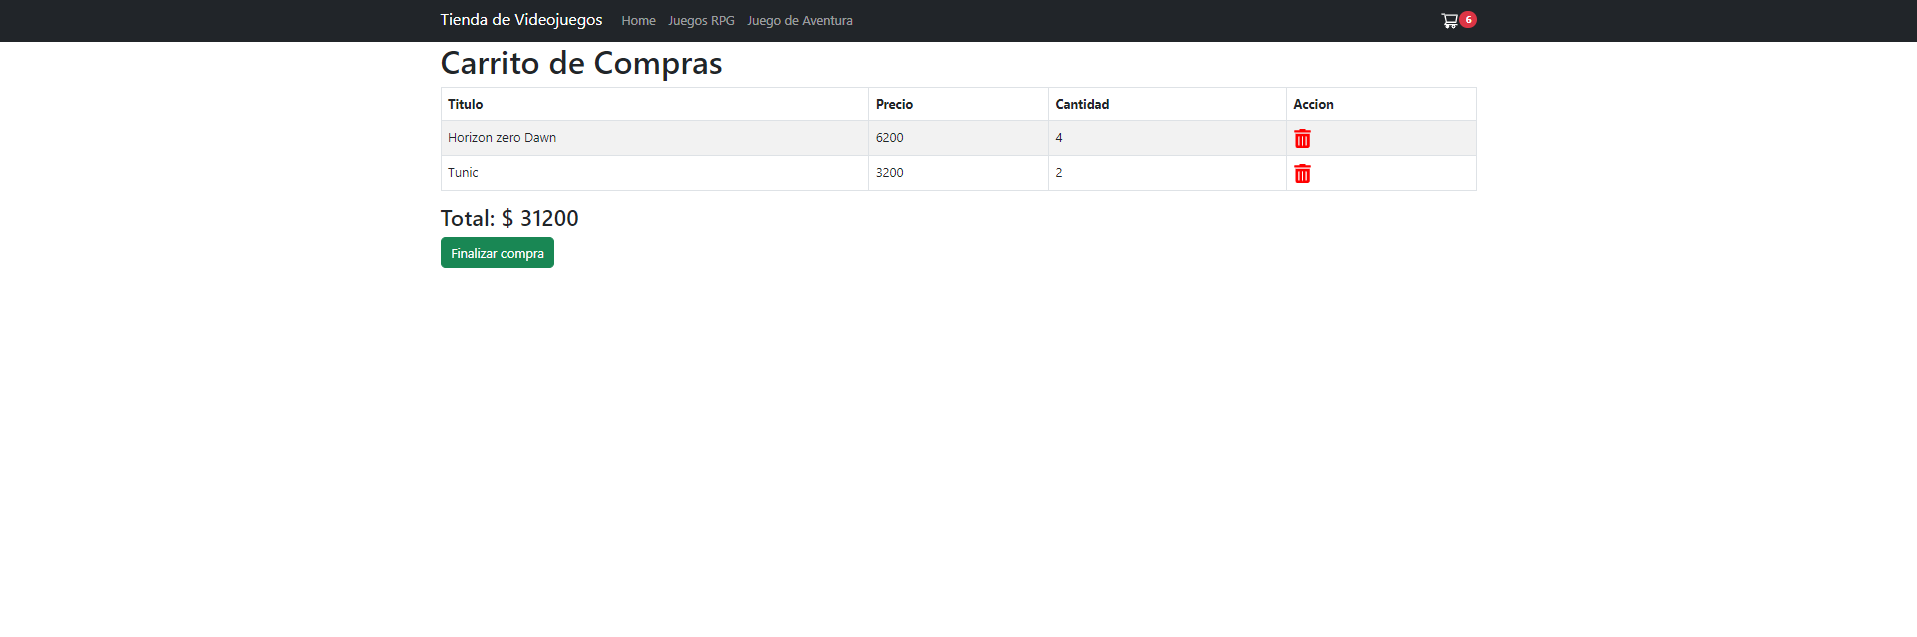 Tienda de Videojuegos Home Juegos RPG Juego de Aventura 6
Carrito de Compras
Titulo Precio Cantidad Accion
Horizon zero Dawn 6200 4
Tunic 3200 2
Total: $ 31200
Finalizar compra